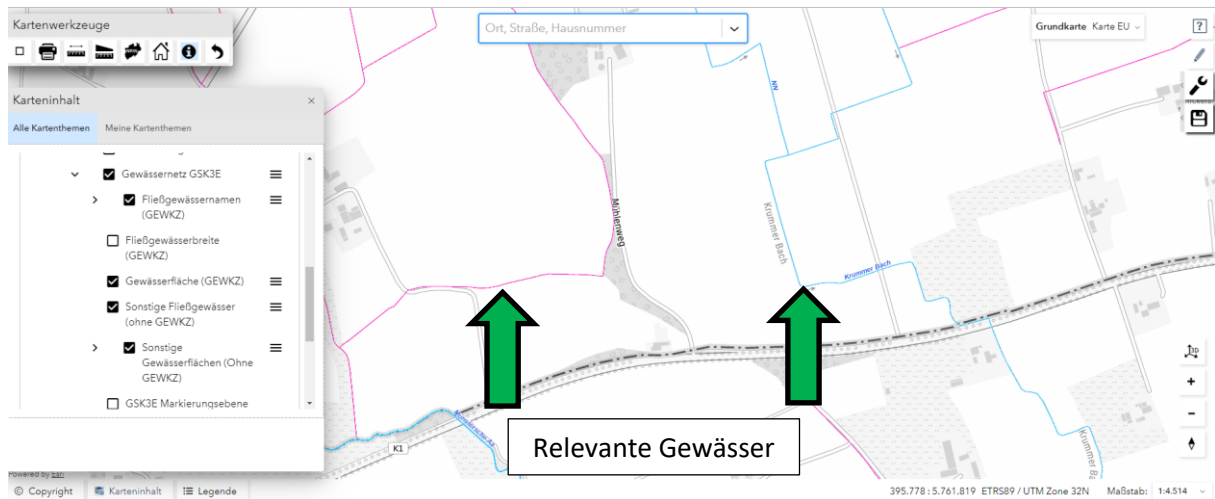 Kartenwerkzeuge
Ort, Straße, Hausnummer
Grundkarte Karte EU
?
Karteninhalt
×
Alle Kartenthemen Meine Kartenthemen
Gewässernetz GSK3E
Fließgewässernamen
(GEWKZ)
Fließgewässerbreite
(GEWKZ)
Gewässerfläche (GEWKZ)
Sonstige Fließgewässer
(ohne GEWKZ)
Sonstige
Gewässerflächen (Ohne
GEWKZ)
GSK3E Markierungsebene
NN
Mühlenweg
Krummer Bach
Krummer Bach
Münstersche Aa
K1
Relevante Gewässer
3D
+
-
Powered by Esri
© Copyright Karteninhalt Legende
395.778 : 5.761.819 ETRS89 / UTM Zone 32N Maßstab: 1:4.514